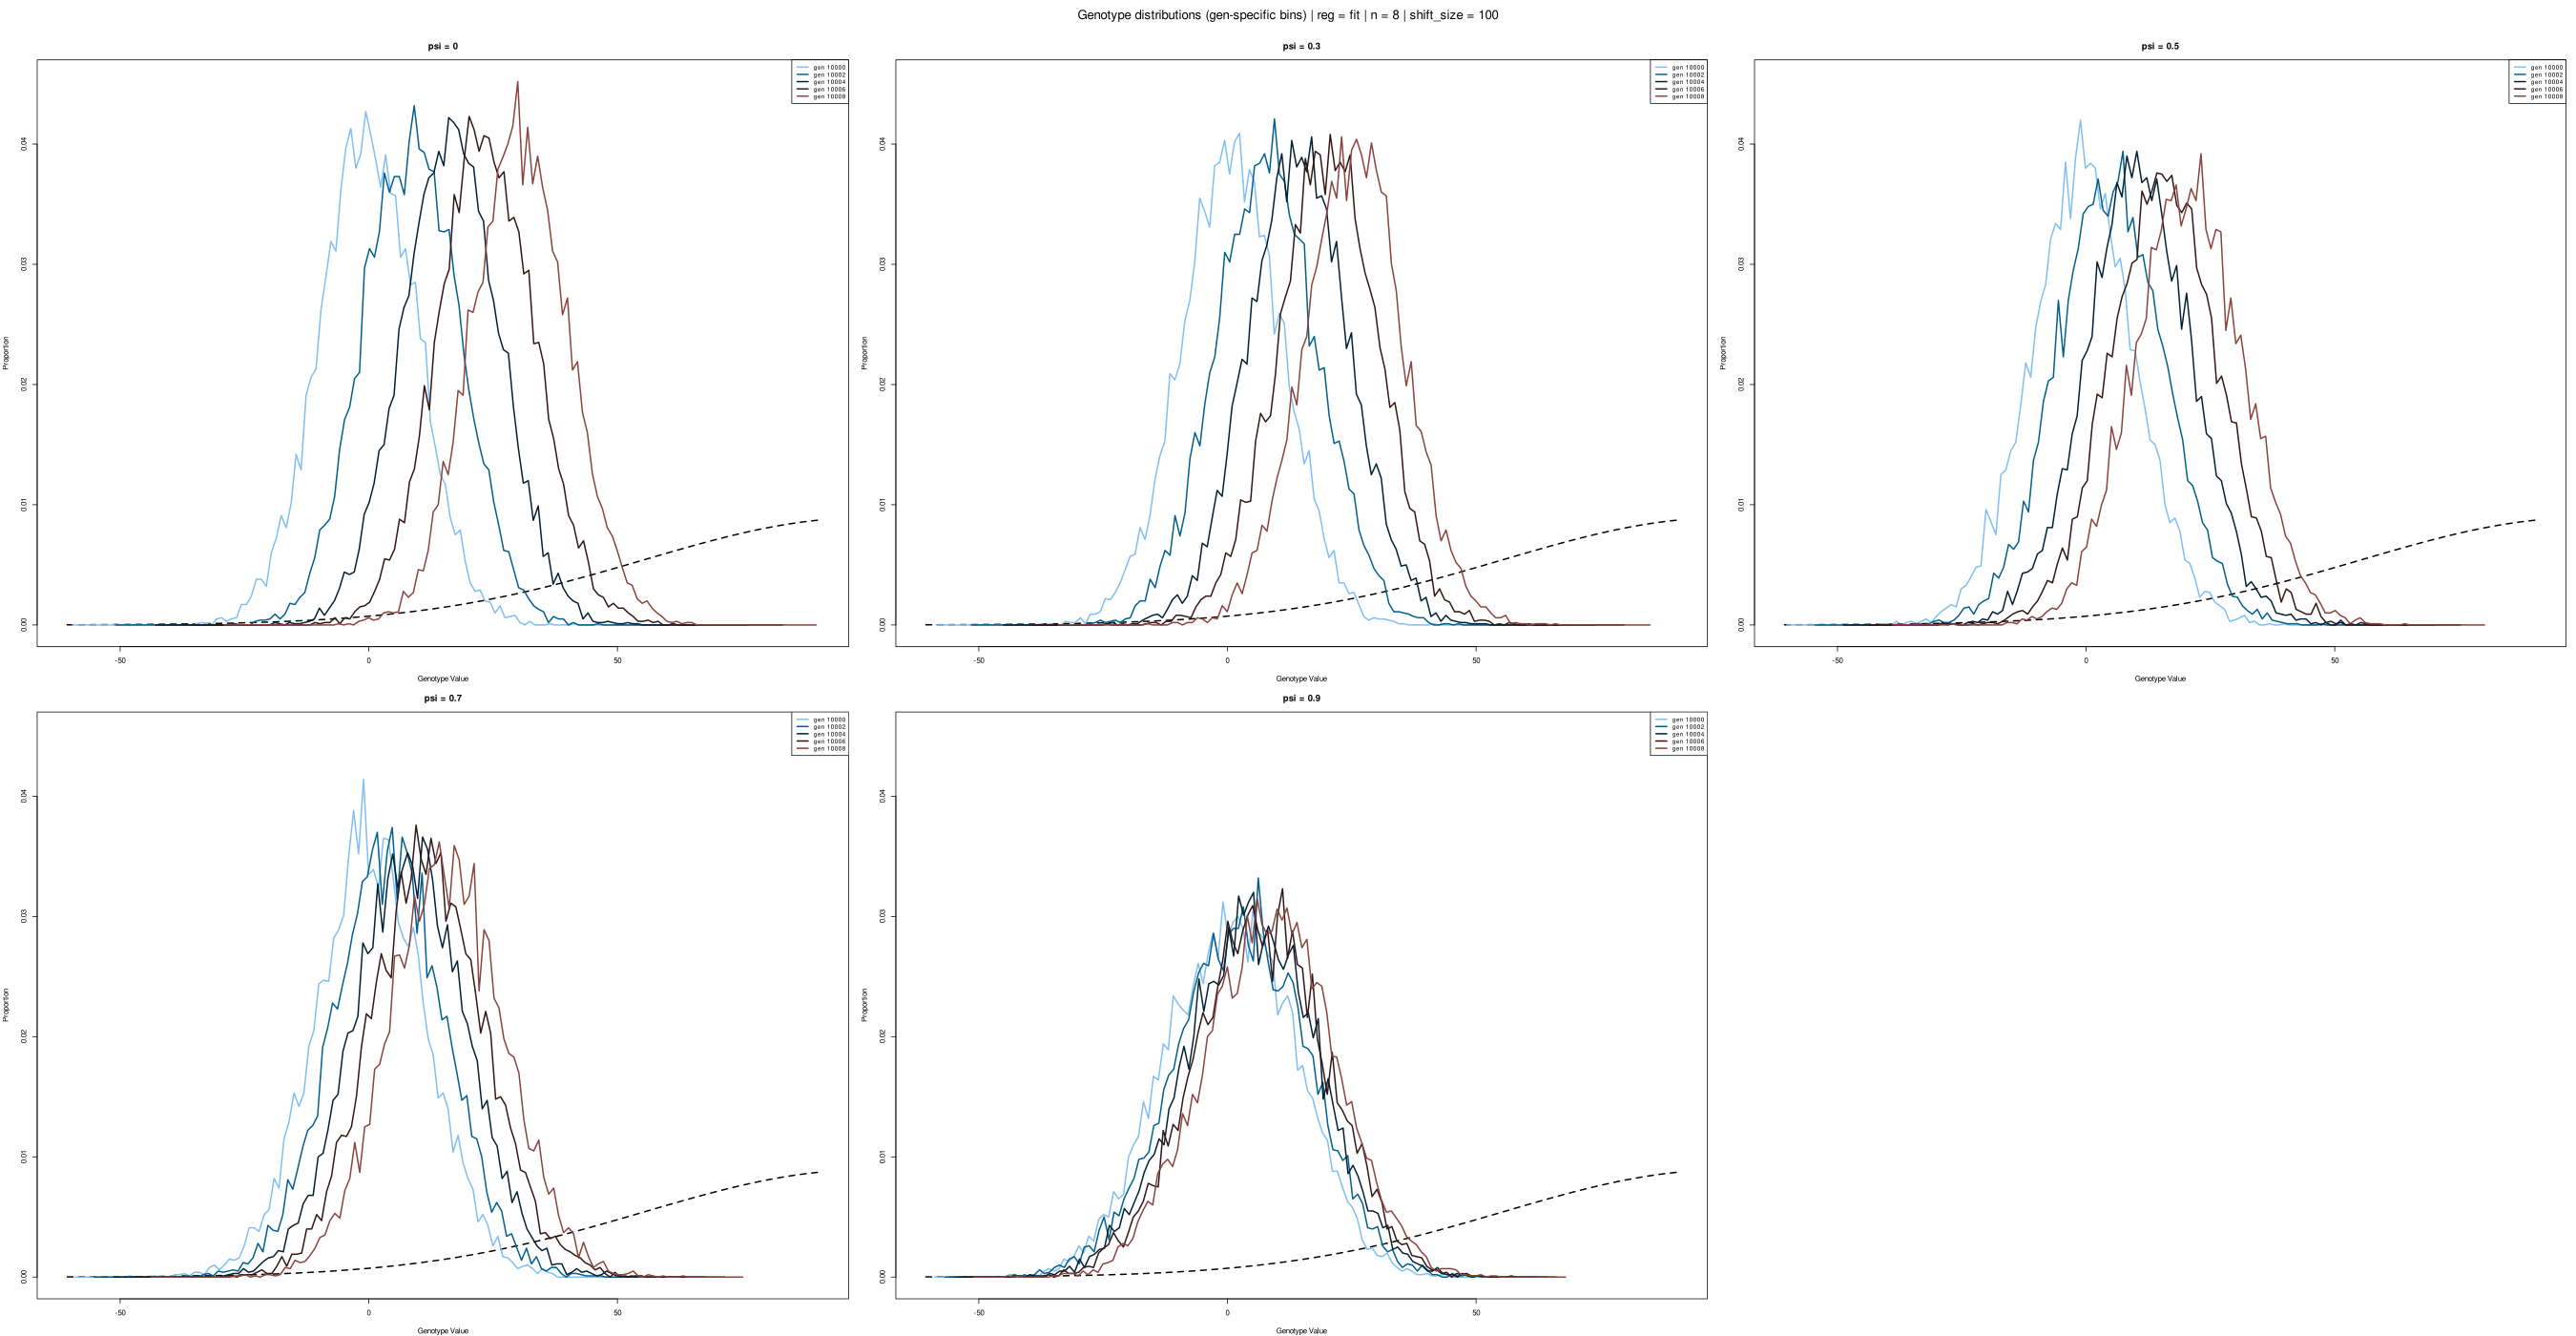 Genotype distributions (gen-specific bins) | reg = fit | n = 8 | shift_size = 100
psi = 0
gen 10000
gen 10002
gen 10004
gen 10006
gen 10008
Proportion
0.04
0.03
0.02
0.01
0.00
-50
0
50
Genotype Value
psi = 0.3
gen 10000
gen 10002
gen 10004
gen 10006
gen 10008
Proportion
0.04
0.03
0.02
0.01
0.00
-50
0
50
Genotype Value
psi = 0.5
gen 10000
gen 10002
gen 10004
gen 10006
gen 10008
Proportion
0.04
0.03
0.02
0.01
0.00
-50
0
50
Genotype Value
psi = 0.7
gen 10000
gen 10002
gen 10004
gen 10006
gen 10008
Proportion
0.04
0.03
0.02
0.01
0.00
-50
0
50
Genotype Value
psi = 0.9
gen 10000
gen 10002
gen 10004
gen 10006
gen 10008
Proportion
0.04
0.03
0.02
0.01
0.00
-50
0
50
Genotype Value